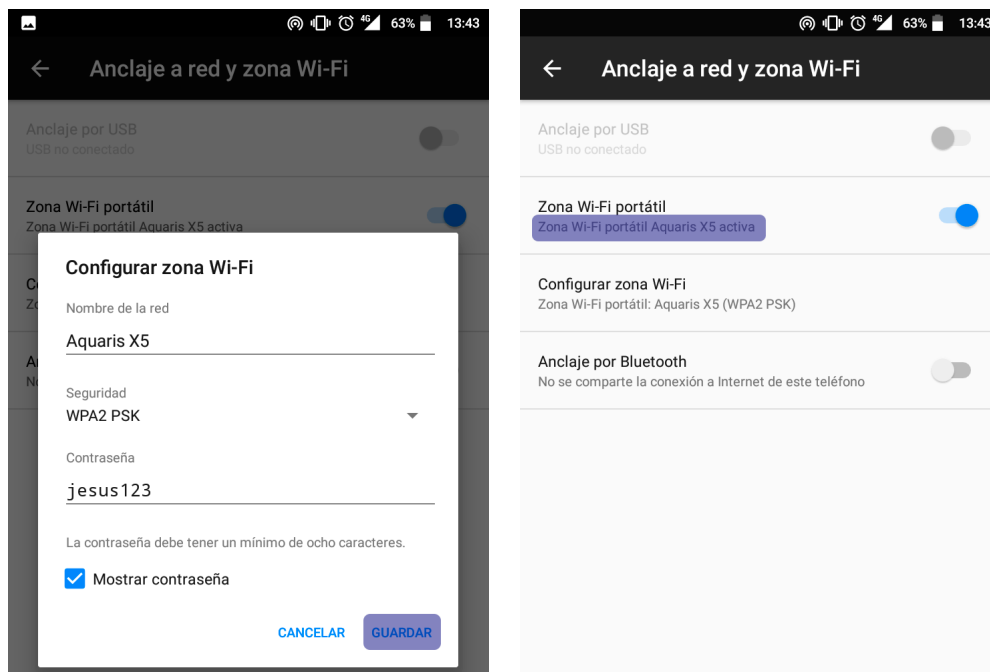 4G 63% 13:43
Anclaje a red y zona Wi-Fi
Anclaje por USB
USB no conectado
Zona Wi-Fi portátil
Zona Wi-Fi portátil Aquaris X5 activa
Configurar zona Wi-Fi
Nombre de la red
Aquaris X5
Seguridad
WPA2 PSK
Contraseña
jesus123
La contraseña debe tener un mínimo de ocho caracteres.
Mostrar contraseña
CANCELAR GUARDAR
4G 63% 13:43
Anclaje a red y zona Wi-Fi
Anclaje por USB
USB no conectado
Zona Wi-Fi portátil
Zona Wi-Fi portátil Aquaris X5 activa
Configurar zona Wi-Fi
Zona Wi-Fi portátil: Aquaris X5 (WPA2 PSK)
Anclaje por Bluetooth
No se comparte la conexión a Internet de este teléfono